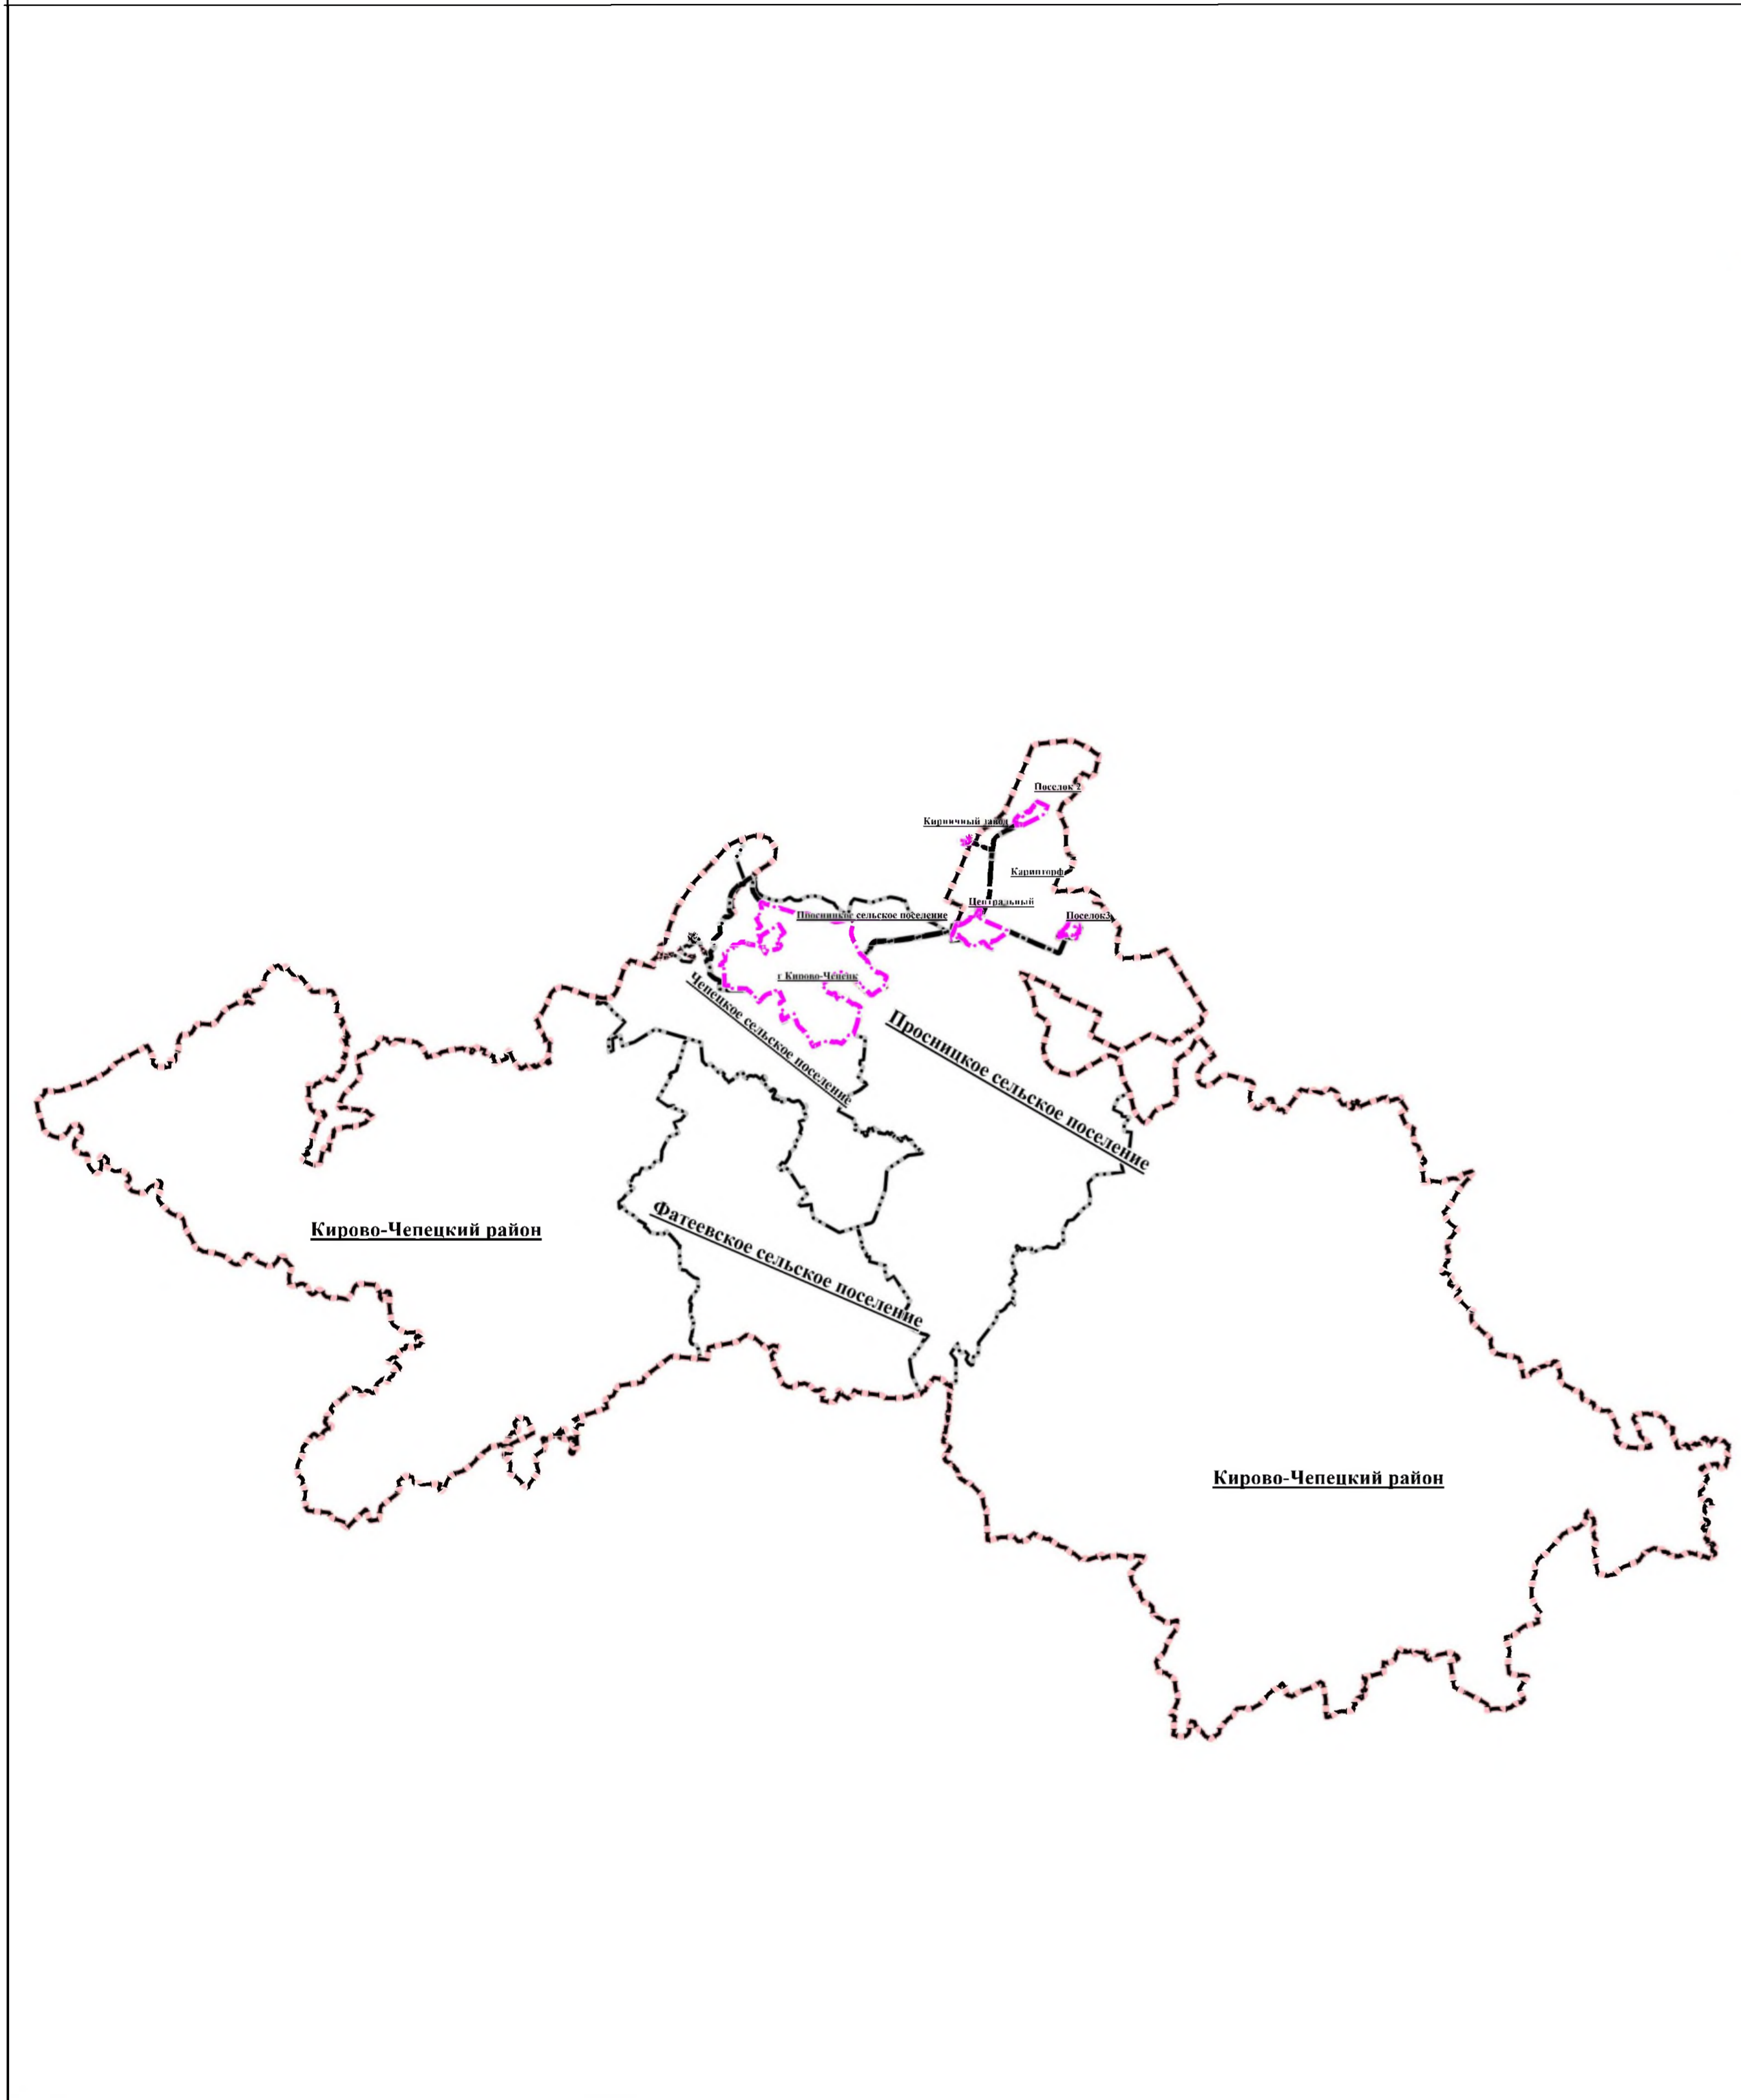 Поселок 2
Кирпичный завод
Каринторф
Центральный
Просницкое сельское поселение
Поселок3
г Кирово-Чепецк
Чепецкое сельское поселение
Просницкое сельское поселение
Фатеевское сельское поселение
Кирово-Чепецкий район
Кирово-Чепецкий район